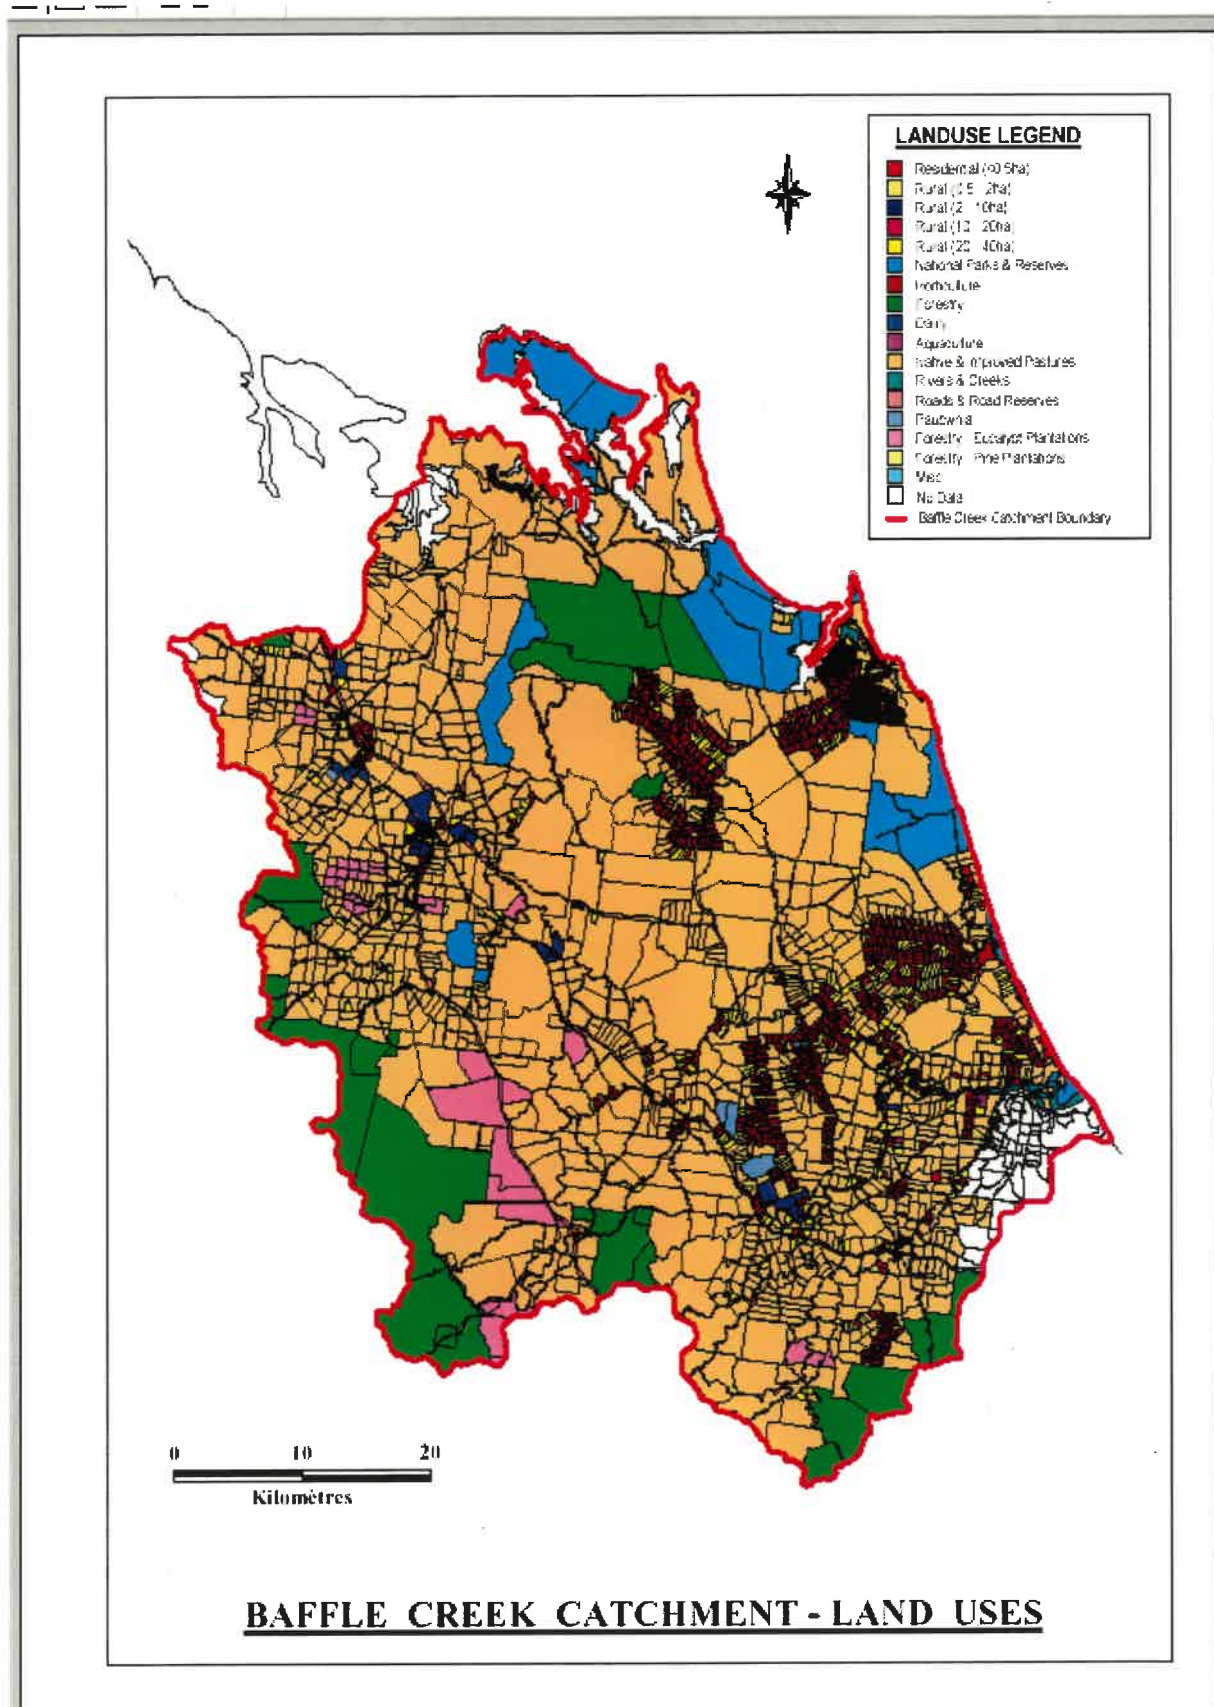 LANDUSE LEGEND
Residential (<0.5ha)
Rural (0.5 2ha)
Rural (2 10ha)
Rural (10 20ha)
Rural (20 40ha)
National Parks & Reserves
Horticulture
Forestry
Dairy
Aquaculture
Native & Improved Pastures
Rivers & Creeks
Roads & Road Reserves
Paulownia
Forestry Eucalypt Plantations
Forestry Pine Plantations
Misc
No Data
Baffle Creek Catchment Boundary
0 10 20
Kilometres
BAFFLE CREEK CATCHMENT - LAND USES